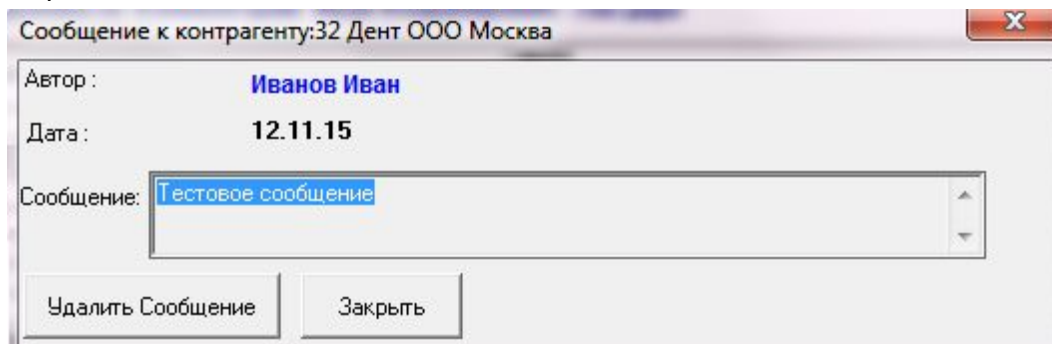 Сообщение к контрагенту:32 Дент ООО Москва
Автор : Иванов Иван
Дата : 12.11.15
Сообщение: Тестовое сообщение
Удалить Сообщение Закрыть